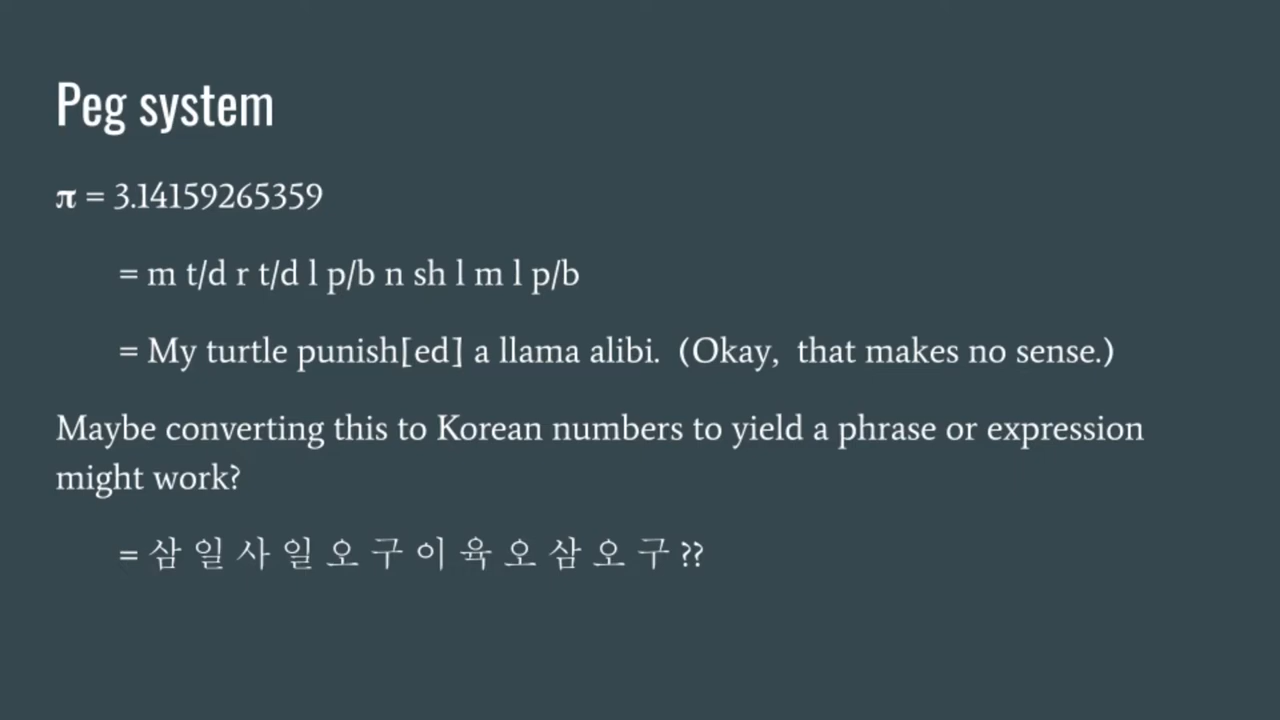 Peg system
π = 3.14159265359
= m t/d r t/d l p/b n sh l m l p/b
= My turtle punish[ed] a llama alibi. (Okay, that makes no sense.)
Maybe converting this to Korean numbers to yield a phrase or expression
might work?
= 삼 일 사 일 오 구 이 육 오 삼 오 구 ??